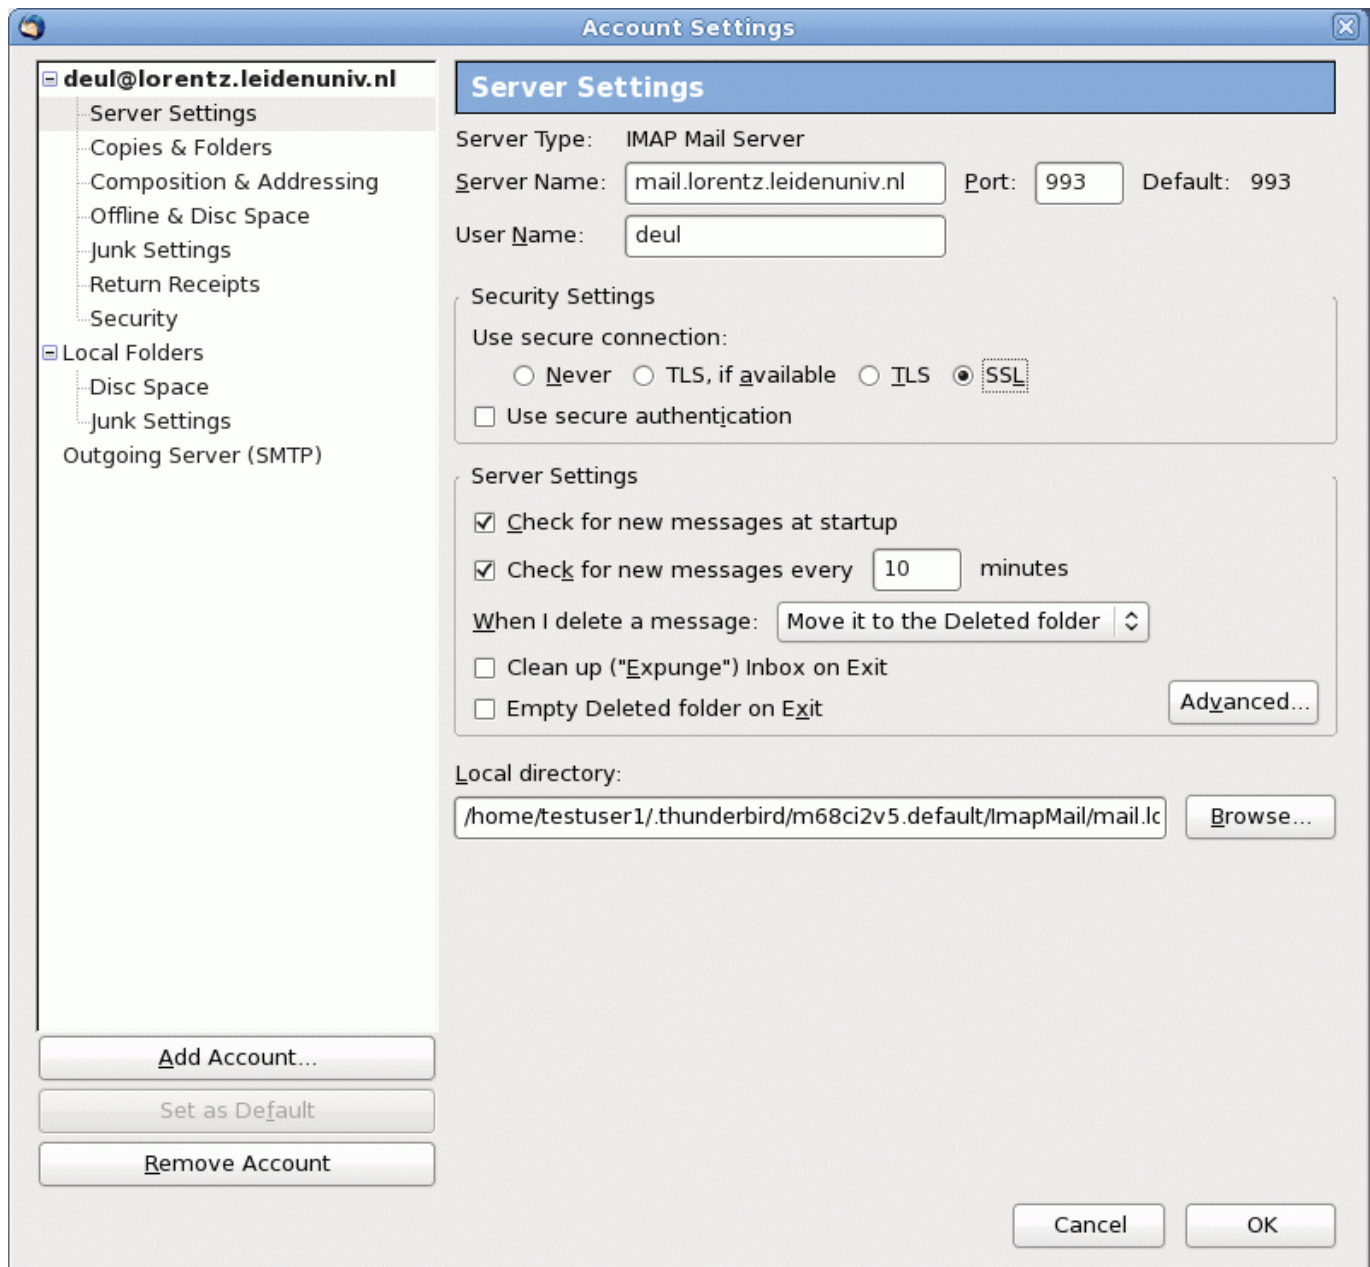 Account Settings
deul@lorentz.leidenuniv.nl
Server Settings
Copies & Folders
Composition & Addressing
Offline & Disc Space
Junk Settings
Return Receipts
Security
Local Folders
Disc Space
Junk Settings
Outgoing Server (SMTP)
Add Account...
Set as Default
Remove Account
Server Settings
Server Type: IMAP Mail Server
Server Name: mail.lorentz.leidenuniv.nl Port: 993 Default: 993
User Name: deul
Security Settings
Use secure connection:
Never TLS, if available TLS SSL
Use secure authentication
Server Settings
Check for new messages at startup
Check for new messages every 10 minutes
When I delete a message: Move it to the Deleted folder
Clean up ("Expunge") Inbox on Exit
Empty Deleted folder on Exit
Advanced...
Local directory:
/home/testuser1/.thunderbird/m68ci2v5.default/ImapMail/mail.lo Browse...
Cancel OK